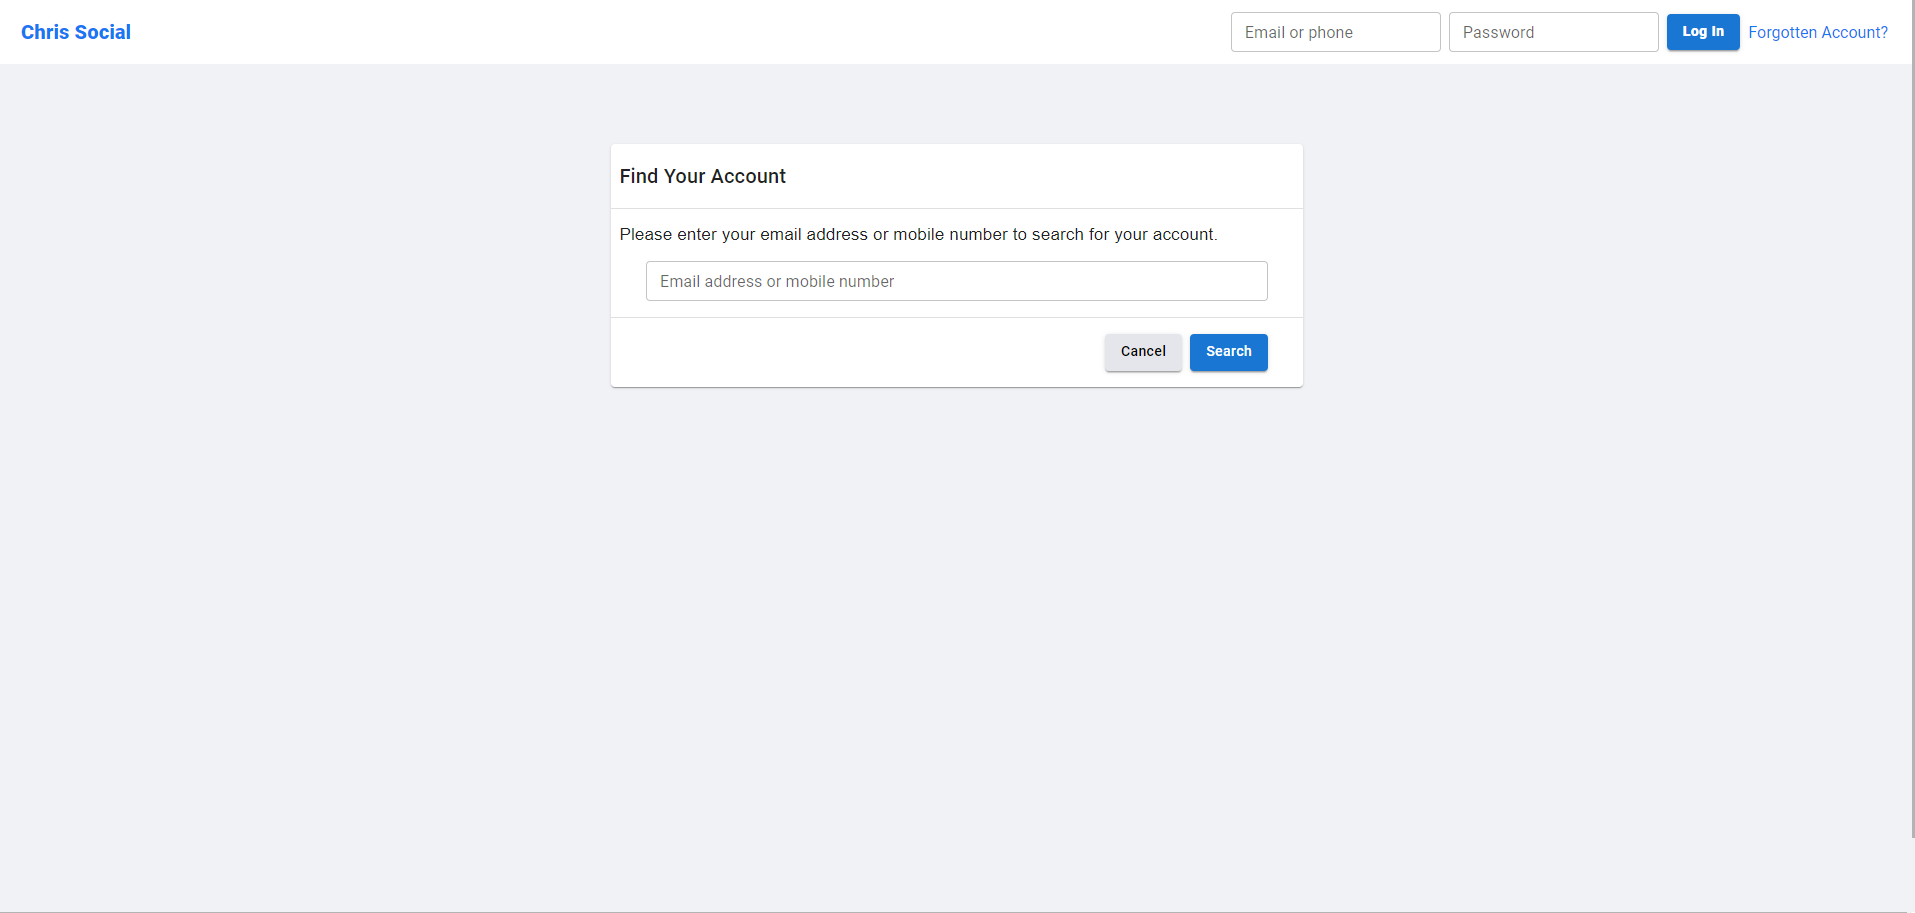 Chris Social
Email or phone
Password
Log In
Forgotten Account?
Find Your Account
Please enter your email address or mobile number to search for your account.
Email address or mobile number
Cancel
Search